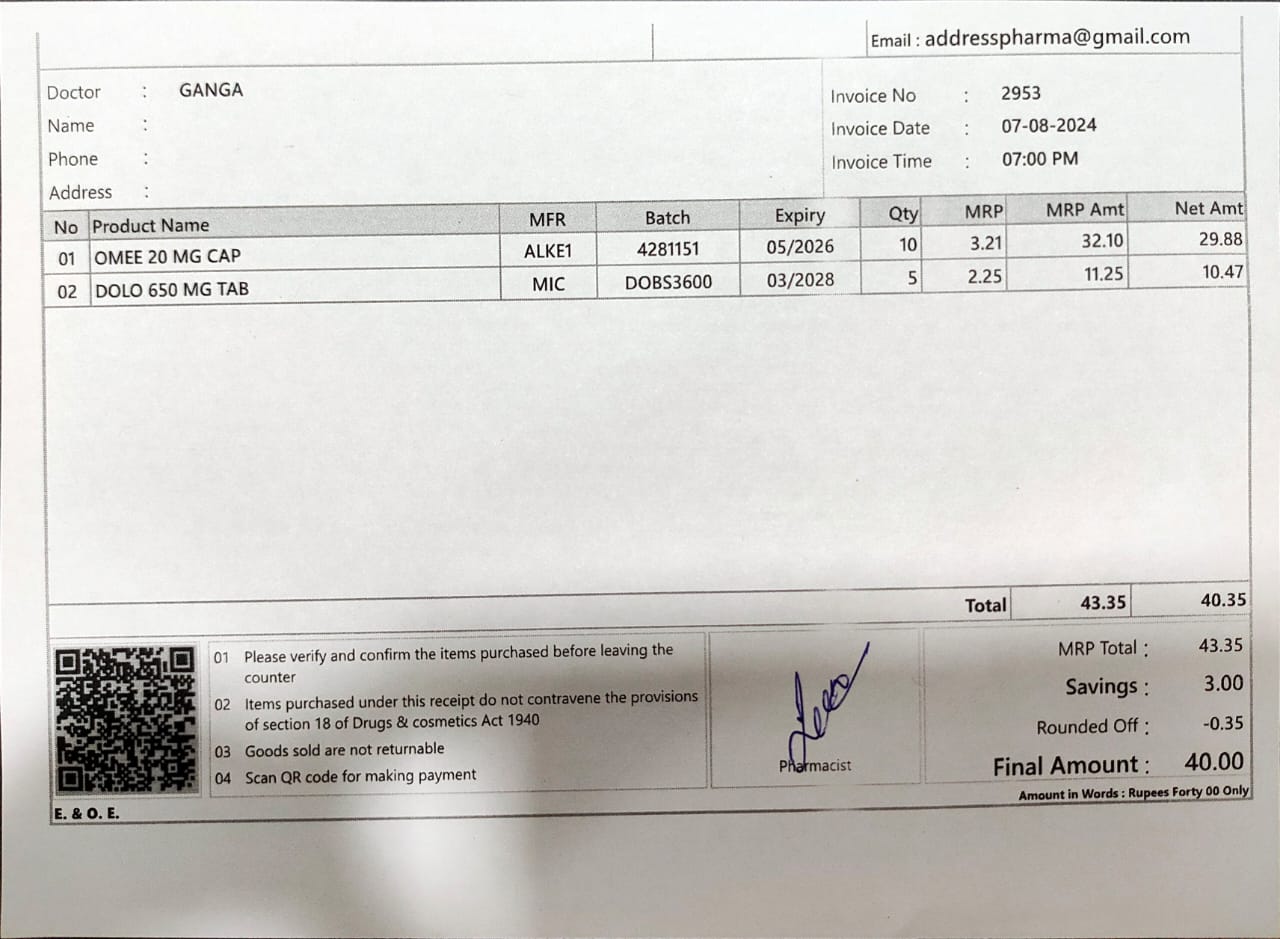 Email : addresspharma@gmail.com
Doctor : GANGA
Name :
Phone :
Address :
Invoice No : 2953
Invoice Date : 07-08-2024
Invoice Time : 07:00 PM
No Product Name MFR Batch Expiry Qty MRP MRP Amt Net Amt
01 OMEE 20 MG CAP ALKE1 4281151 05/2026 10 3.21 32.10 29.88
02 DOLO 650 MG TAB MIC DOBS3600 03/2028 5 2.25 11.25 10.47
Total 43.35 40.35
01 Please verify and confirm the items purchased before leaving the
counter
02 Items purchased under this receipt do not contravene the provisions
of section 18 of Drugs & cosmetics Act 1940
03 Goods sold are not returnable
04 Scan QR code for making payment
E. & O. E.
Pharmacist
MRP Total : 43.35
Savings : 3.00
Rounded Off : -0.35
Final Amount : 40.00
Amount in Words : Rupees Forty 00 Only